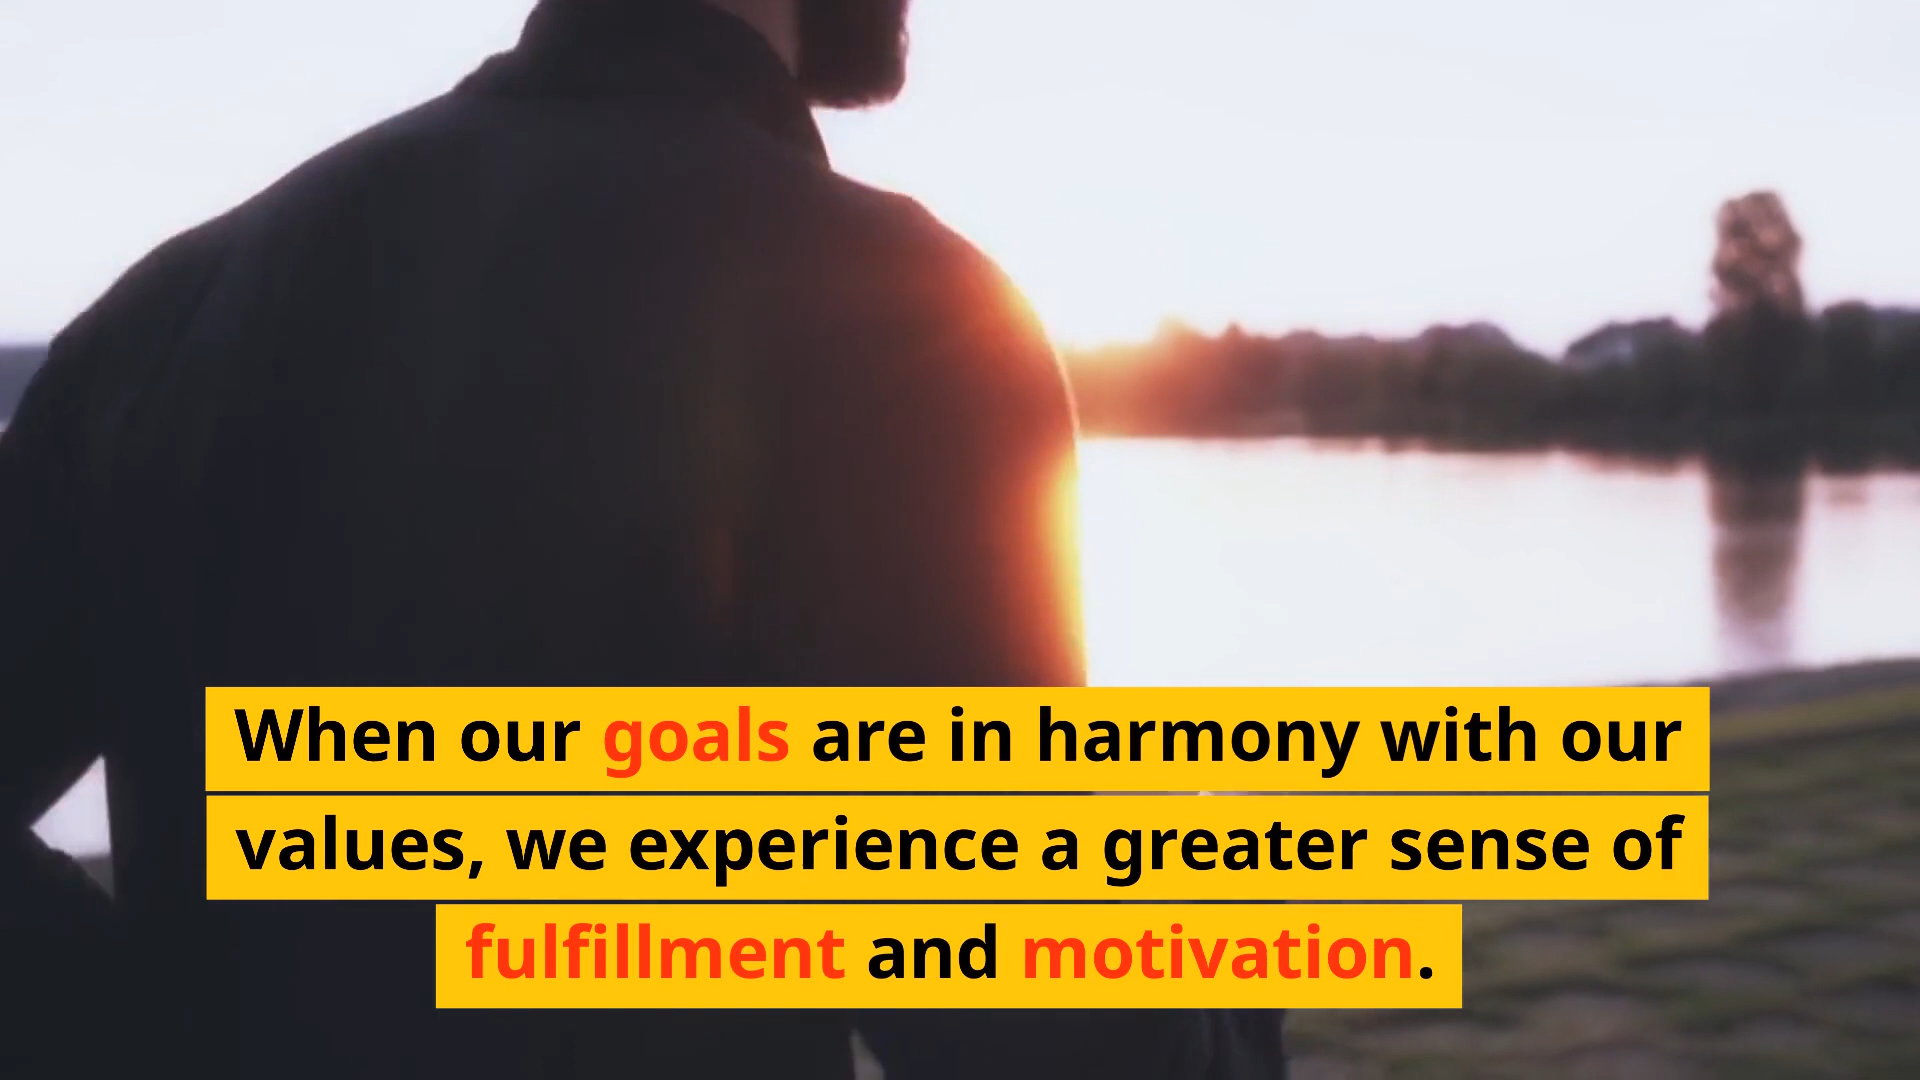 When our goals are in harmony with our
values, we experience a greater sense of
fulfillment and motivation.